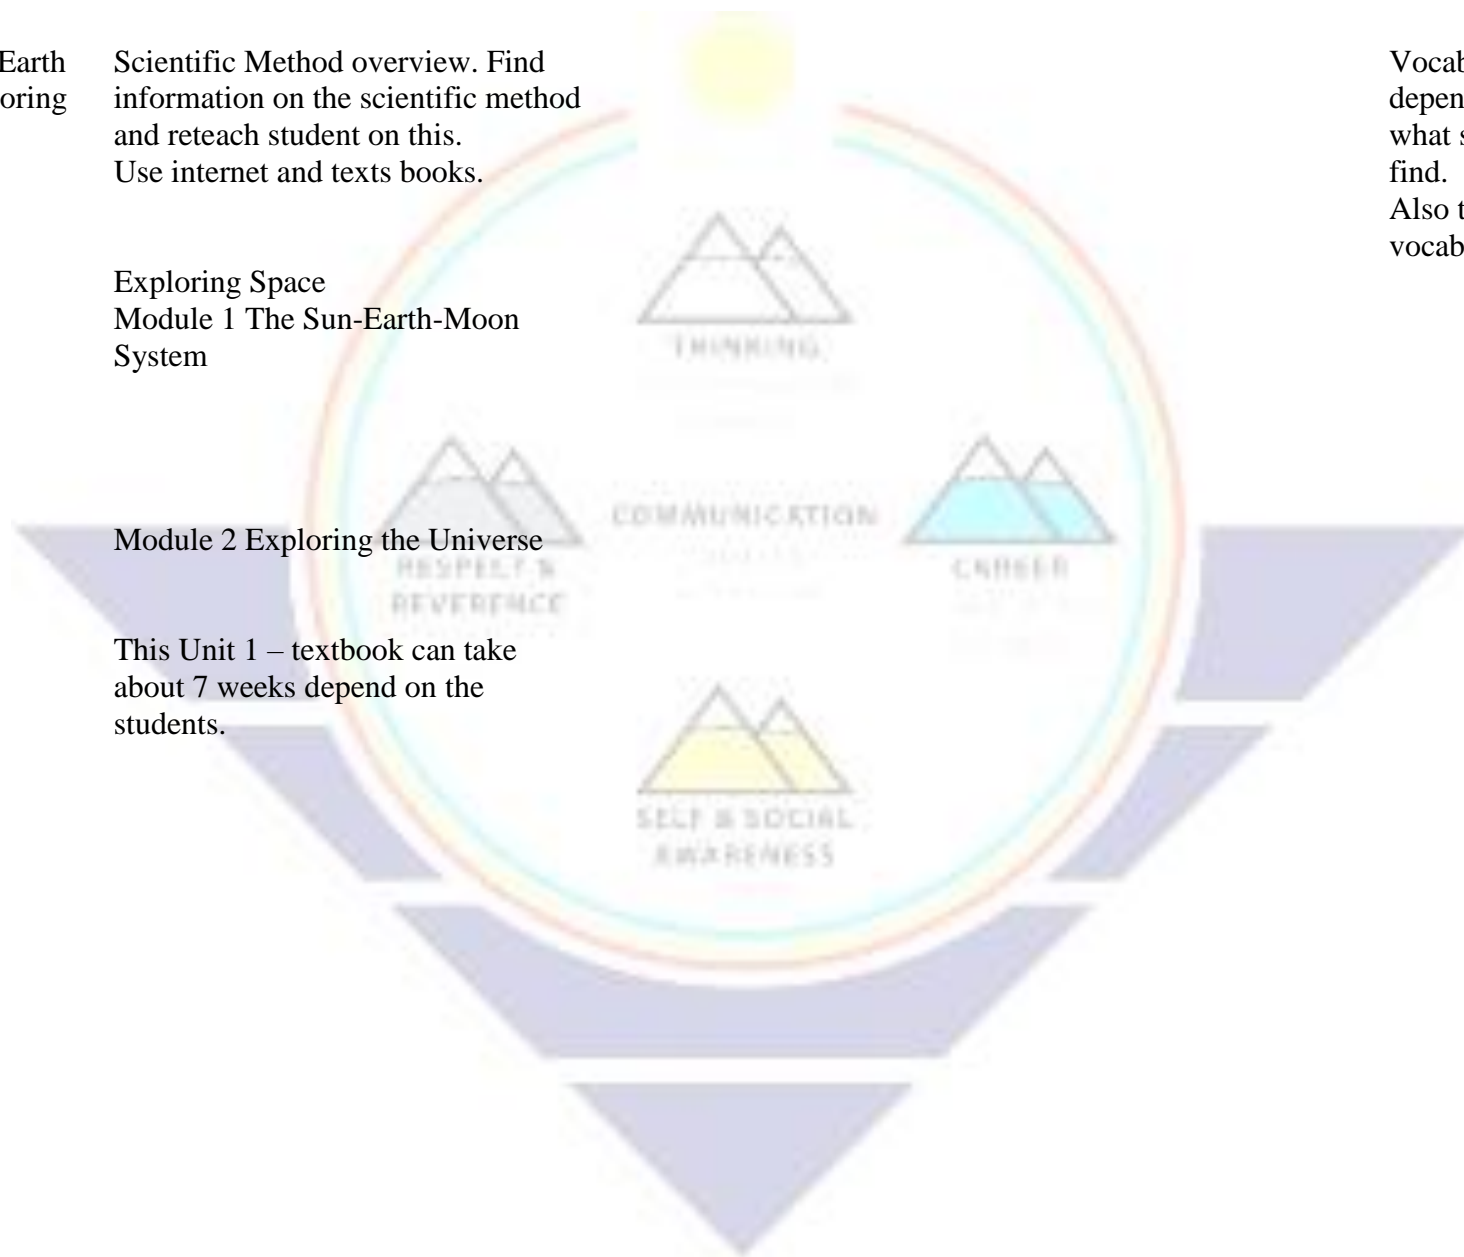 Earth
oring
Scientific Method overview. Find
information on the scientific method
and reteach student on this.
Use internet and texts books.
Exploring Space
Module 1 The Sun-Earth-Moon
System
Module 2 Exploring the Universe
This Unit 1 – textbook can take
about 7 weeks depend on the
students.
Vocab
depen
what s
find.
Also t
vocab
THINKING
COMMUNICATION
RESPECT &
REVERENCE
CAREER
SELF & SOCIAL
AWARENESS